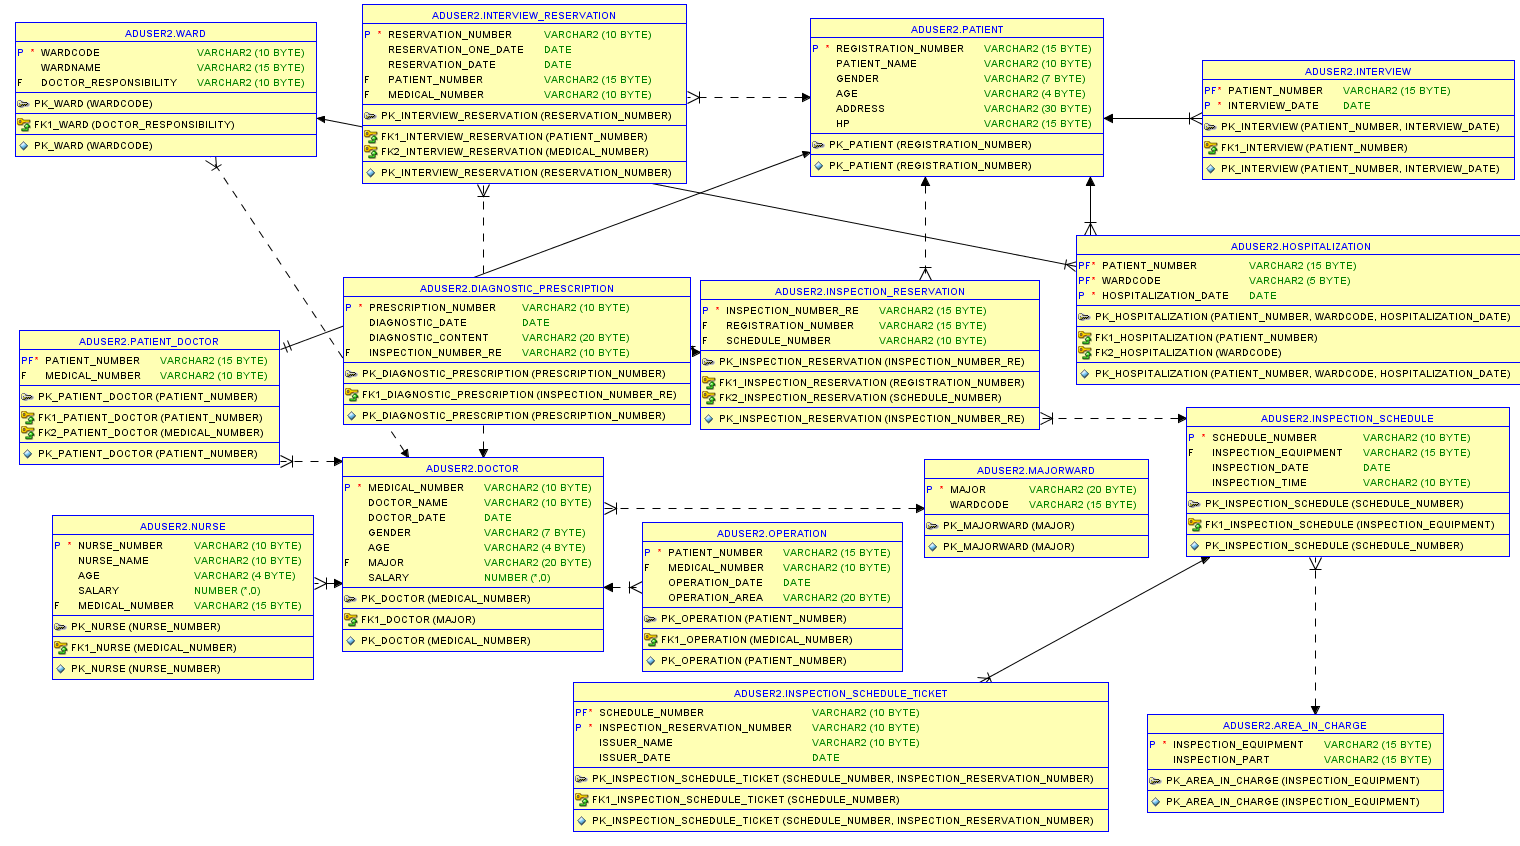 ADUSER2.WARD
P * WARDCODE VARCHAR2 (10 BYTE)
WARDNAME VARCHAR2 (15 BYTE)
F DOCTOR_RESPONSIBILITY VARCHAR2 (10 BYTE)
PK_WARD (WARDCODE)
FK1_WARD (DOCTOR_RESPONSIBILITY)
PK_WARD (WARDCODE)
ADUSER2.INTERVIEW_RESERVATION
P * RESERVATION_NUMBER VARCHAR2 (10 BYTE)
RESERVATION_ONE_DATE DATE
RESERVATION_DATE DATE
F PATIENT_NUMBER VARCHAR2 (15 BYTE)
F MEDICAL_NUMBER VARCHAR2 (10 BYTE)
PK_INTERVIEW_RESERVATION (RESERVATION_NUMBER)
FK1_INTERVIEW_RESERVATION (PATIENT_NUMBER)
FK2_INTERVIEW_RESERVATION (MEDICAL_NUMBER)
PK_INTERVIEW_RESERVATION (RESERVATION_NUMBER)
ADUSER2.PATIENT
P * REGISTRATION_NUMBER VARCHAR2 (15 BYTE)
PATIENT_NAME VARCHAR2 (10 BYTE)
GENDER VARCHAR2 (7 BYTE)
AGE VARCHAR2 (4 BYTE)
ADDRESS VARCHAR2 (30 BYTE)
HP VARCHAR2 (15 BYTE)
PK_PATIENT (REGISTRATION_NUMBER)
PK_PATIENT (REGISTRATION_NUMBER)
ADUSER2.INTERVIEW
PF* PATIENT_NUMBER VARCHAR2 (15 BYTE)
P * INTERVIEW_DATE DATE
PK_INTERVIEW (PATIENT_NUMBER, INTERVIEW_DATE)
FK1_INTERVIEW (PATIENT_NUMBER)
PK_INTERVIEW (PATIENT_NUMBER, INTERVIEW_DATE)
ADUSER2.HOSPITALIZATION
PF* PATIENT_NUMBER VARCHAR2 (15 BYTE)
PF* WARDCODE VARCHAR2 (5 BYTE)
P * HOSPITALIZATION_DATE DATE
PK_HOSPITALIZATION (PATIENT_NUMBER, WARDCODE, HOSPITALIZATION_DATE)
FK1_HOSPITALIZATION (PATIENT_NUMBER)
FK2_HOSPITALIZATION (WARDCODE)
PK_HOSPITALIZATION (PATIENT_NUMBER, WARDCODE, HOSPITALIZATION_DATE)
ADUSER2.DIAGNOSTIC_PRESCRIPTION
P * PRESCRIPTION_NUMBER VARCHAR2 (10 BYTE)
DIAGNOSTIC_DATE DATE
DIAGNOSTIC_CONTENT VARCHAR2 (20 BYTE)
F INSPECTION_NUMBER_RE VARCHAR2 (10 BYTE)
PK_DIAGNOSTIC_PRESCRIPTION (PRESCRIPTION_NUMBER)
FK1_DIAGNOSTIC_PRESCRIPTION (INSPECTION_NUMBER_RE)
PK_DIAGNOSTIC_PRESCRIPTION (PRESCRIPTION_NUMBER)
ADUSER2.INSPECTION_RESERVATION
P * INSPECTION_NUMBER_RE VARCHAR2 (15 BYTE)
F REGISTRATION_NUMBER VARCHAR2 (15 BYTE)
F SCHEDULE_NUMBER VARCHAR2 (10 BYTE)
PK_INSPECTION_RESERVATION (INSPECTION_NUMBER_RE)
FK1_INSPECTION_RESERVATION (REGISTRATION_NUMBER)
FK2_INSPECTION_RESERVATION (SCHEDULE_NUMBER)
PK_INSPECTION_RESERVATION (INSPECTION_NUMBER_RE)
ADUSER2.PATIENT_DOCTOR
PF* PATIENT_NUMBER VARCHAR2 (15 BYTE)
F MEDICAL_NUMBER VARCHAR2 (10 BYTE)
PK_PATIENT_DOCTOR (PATIENT_NUMBER)
FK1_PATIENT_DOCTOR (PATIENT_NUMBER)
FK2_PATIENT_DOCTOR (MEDICAL_NUMBER)
PK_PATIENT_DOCTOR (PATIENT_NUMBER)
ADUSER2.INSPECTION_SCHEDULE
P * SCHEDULE_NUMBER VARCHAR2 (10 BYTE)
F INSPECTION_EQUIPMENT VARCHAR2 (15 BYTE)
INSPECTION_DATE DATE
INSPECTION_TIME VARCHAR2 (10 BYTE)
PK_INSPECTION_SCHEDULE (SCHEDULE_NUMBER)
FK1_INSPECTION_SCHEDULE (INSPECTION_EQUIPMENT)
PK_INSPECTION_SCHEDULE (SCHEDULE_NUMBER)
ADUSER2.DOCTOR
P * MEDICAL_NUMBER VARCHAR2 (10 BYTE)
DOCTOR_NAME VARCHAR2 (10 BYTE)
DOCTOR_DATE DATE
GENDER VARCHAR2 (7 BYTE)
AGE VARCHAR2 (4 BYTE)
F MAJOR VARCHAR2 (20 BYTE)
SALARY NUMBER (*,0)
PK_DOCTOR (MEDICAL_NUMBER)
FK1_DOCTOR (MAJOR)
PK_DOCTOR (MEDICAL_NUMBER)
ADUSER2.MAJORWARD
P * MAJOR VARCHAR2 (20 BYTE)
WARDCODE VARCHAR2 (15 BYTE)
PK_MAJORWARD (MAJOR)
PK_MAJORWARD (MAJOR)
ADUSER2.NURSE
P * NURSE_NUMBER VARCHAR2 (10 BYTE)
NURSE_NAME VARCHAR2 (10 BYTE)
AGE VARCHAR2 (4 BYTE)
SALARY NUMBER (*,0)
F MEDICAL_NUMBER VARCHAR2 (15 BYTE)
PK_NURSE (NURSE_NUMBER)
FK1_NURSE (MEDICAL_NUMBER)
PK_NURSE (NURSE_NUMBER)
ADUSER2.OPERATION
P * PATIENT_NUMBER VARCHAR2 (15 BYTE)
F MEDICAL_NUMBER VARCHAR2 (10 BYTE)
OPERATION_DATE DATE
OPERATION_AREA VARCHAR2 (20 BYTE)
PK_OPERATION (PATIENT_NUMBER)
FK1_OPERATION (MEDICAL_NUMBER)
PK_OPERATION (PATIENT_NUMBER)
ADUSER2.INSPECTION_SCHEDULE_TICKET
PF* SCHEDULE_NUMBER VARCHAR2 (10 BYTE)
P * INSPECTION_RESERVATION_NUMBER VARCHAR2 (10 BYTE)
ISSUER_NAME VARCHAR2 (10 BYTE)
ISSUER_DATE DATE
PK_INSPECTION_SCHEDULE_TICKET (SCHEDULE_NUMBER, INSPECTION_RESERVATION_NUMBER)
FK1_INSPECTION_SCHEDULE_TICKET (SCHEDULE_NUMBER)
PK_INSPECTION_SCHEDULE_TICKET (SCHEDULE_NUMBER, INSPECTION_RESERVATION_NUMBER)
ADUSER2.AREA_IN_CHARGE
P * INSPECTION_EQUIPMENT VARCHAR2 (15 BYTE)
INSPECTION_PART VARCHAR2 (15 BYTE)
PK_AREA_IN_CHARGE (INSPECTION_EQUIPMENT)
PK_AREA_IN_CHARGE (INSPECTION_EQUIPMENT)